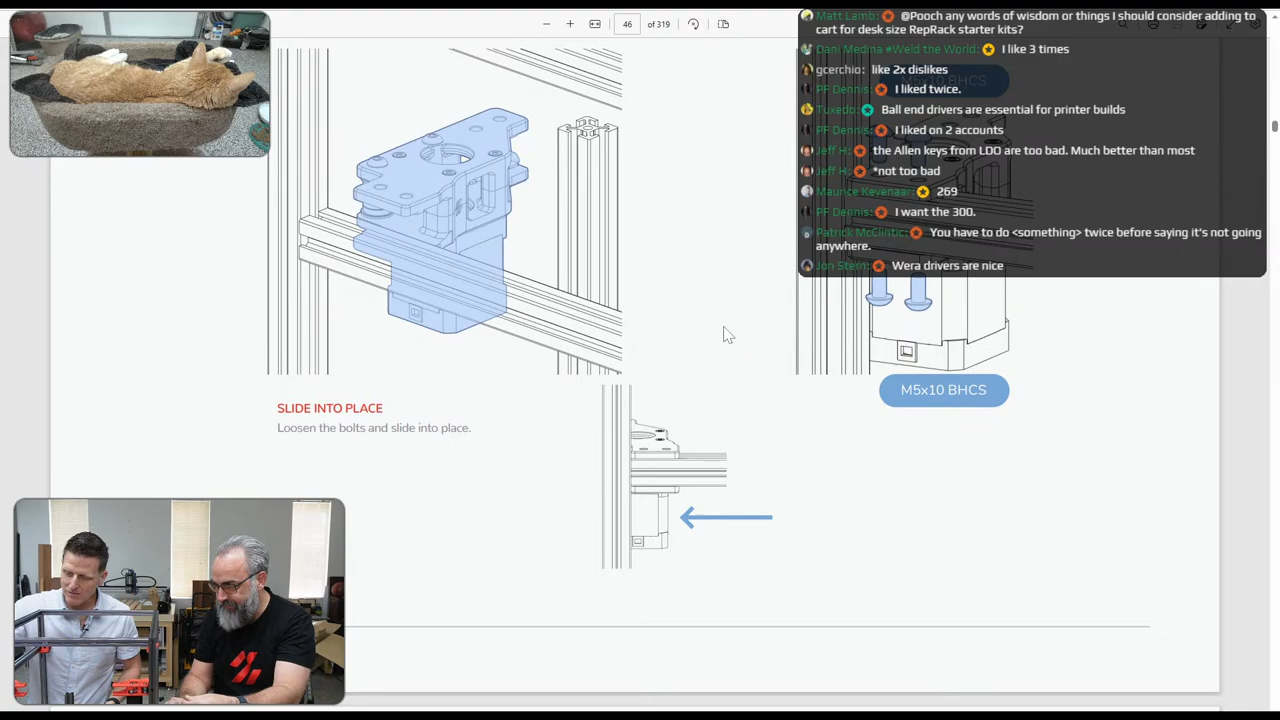 46 of 319
Matt Lamb: @Pooch any words of wisdom or things I should consider adding to
cart for desk size RepRack starter kits?
Dani Medina #Weld the World: I like 3 times
gcerchio: like 2x dislikes
M5x10 BHCS
PF Dennis: I liked twice.
Tuxedo: Ball end drivers are essential for printer builds
PF Dennis: I liked on 2 accounts
Jeff H: the Allen keys from LDO are too bad. Much better than most
Jeff H: *not too bad
Maurice Kevenaar: 269
PF Dennis: I want the 300.
Patrick McClintic: You have to do <something> twice before saying it's not going
anywhere.
Jon Stern: Wera drivers are nice
M5x10 BHCS
SLIDE INTO PLACE
Loosen the bolts and slide into place.